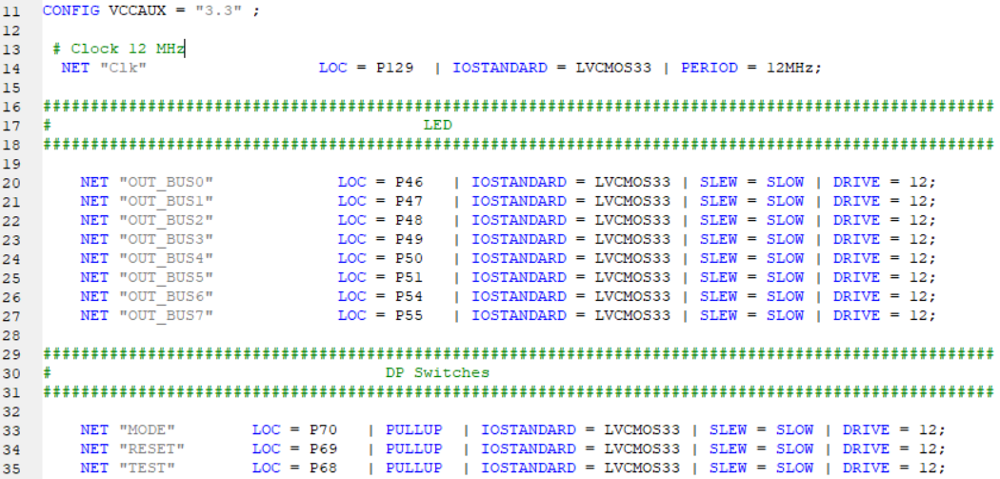 11 CONFIG VCCAUX = "3.3" ;
12
13 # Clock 12 MHz
14 NET "Clk" LOC = P129 | IOSTANDARD = LVCMOS33 | PERIOD = 12MHz;
15
16 ####################################################################################################
17 # LED
18 ####################################################################################################
19
20 NET "OUT_BUS0" LOC = P46 | IOSTANDARD = LVCMOS33 | SLEW = SLOW | DRIVE = 12;
21 NET "OUT_BUS1" LOC = P47 | IOSTANDARD = LVCMOS33 | SLEW = SLOW | DRIVE = 12;
22 NET "OUT_BUS2" LOC = P48 | IOSTANDARD = LVCMOS33 | SLEW = SLOW | DRIVE = 12;
23 NET "OUT_BUS3" LOC = P49 | IOSTANDARD = LVCMOS33 | SLEW = SLOW | DRIVE = 12;
24 NET "OUT_BUS4" LOC = P50 | IOSTANDARD = LVCMOS33 | SLEW = SLOW | DRIVE = 12;
25 NET "OUT_BUS5" LOC = P51 | IOSTANDARD = LVCMOS33 | SLEW = SLOW | DRIVE = 12;
26 NET "OUT_BUS6" LOC = P54 | IOSTANDARD = LVCMOS33 | SLEW = SLOW | DRIVE = 12;
27 NET "OUT_BUS7" LOC = P55 | IOSTANDARD = LVCMOS33 | SLEW = SLOW | DRIVE = 12;
28
29 ####################################################################################################
30 # DP Switches
31 ####################################################################################################
32
33 NET "MODE" LOC = P70 | PULLUP | IOSTANDARD = LVCMOS33 | SLEW = SLOW | DRIVE = 12;
34 NET "RESET" LOC = P69 | PULLUP | IOSTANDARD = LVCMOS33 | SLEW = SLOW | DRIVE = 12;
35 NET "TEST" LOC = P68 | PULLUP | IOSTANDARD = LVCMOS33 | SLEW = SLOW | DRIVE = 12;